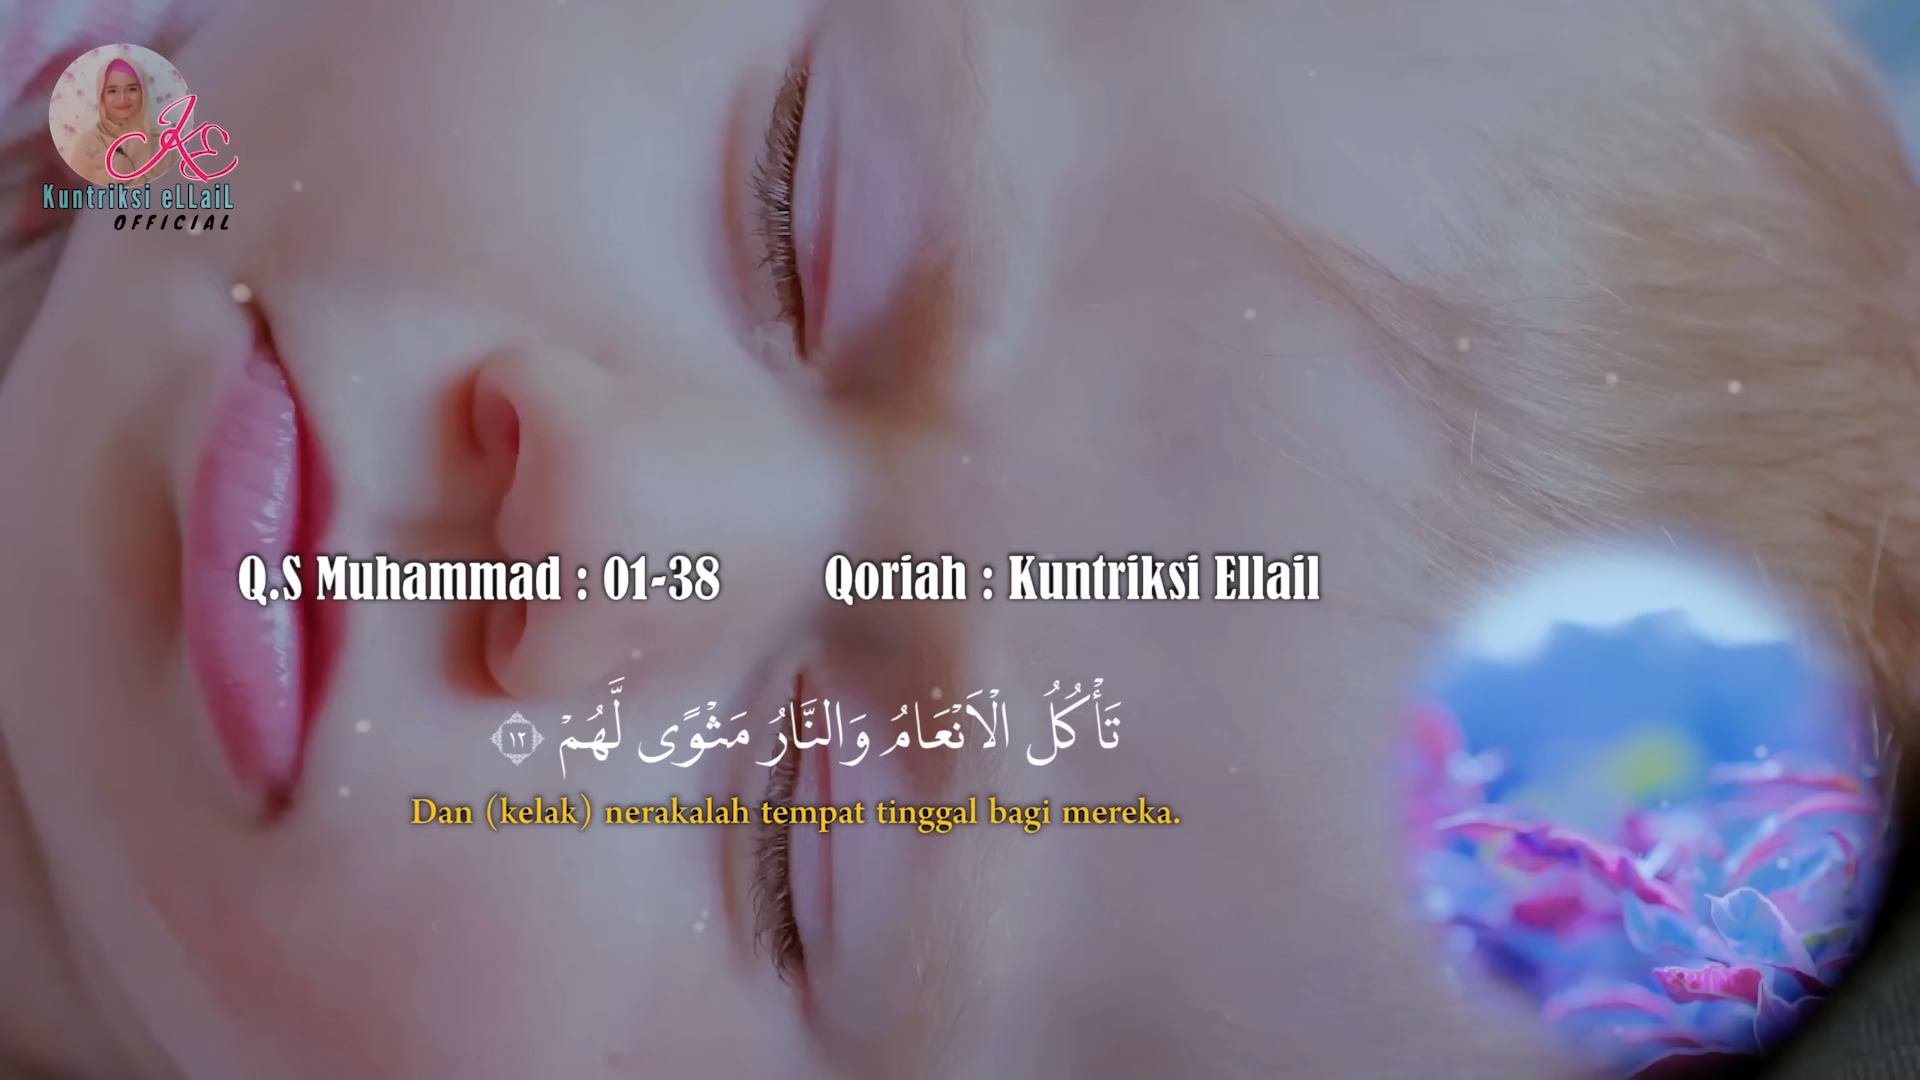 KE
Kuntriksi eLLaiL
OFFICIAL
Q.S Muhammad : 01-38 Qoriah : Kuntriksi Ellail
تَأْكُلُ الْاَنْعَامُ وَالنَّارُ مَثْوًى لَّهُمْ ١٢
Dan (kelak) nerakalah tempat tinggal bagi mereka.